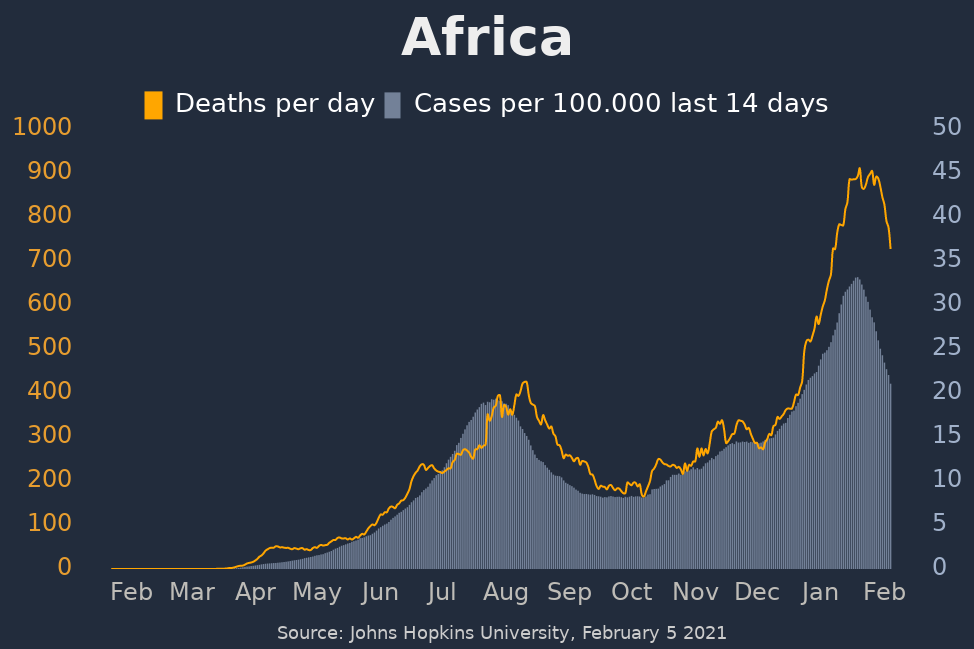 Africa
Deaths per day Cases per 100.000 last 14 days
1000 50
900 45
800 40
700 35
600 30
500 25
400 20
300 15
200 10
100 5
0 0
Feb Mar Apr May Jun Jul Aug Sep Oct Nov Dec Jan Feb
Source: Johns Hopkins University, February 5 2021